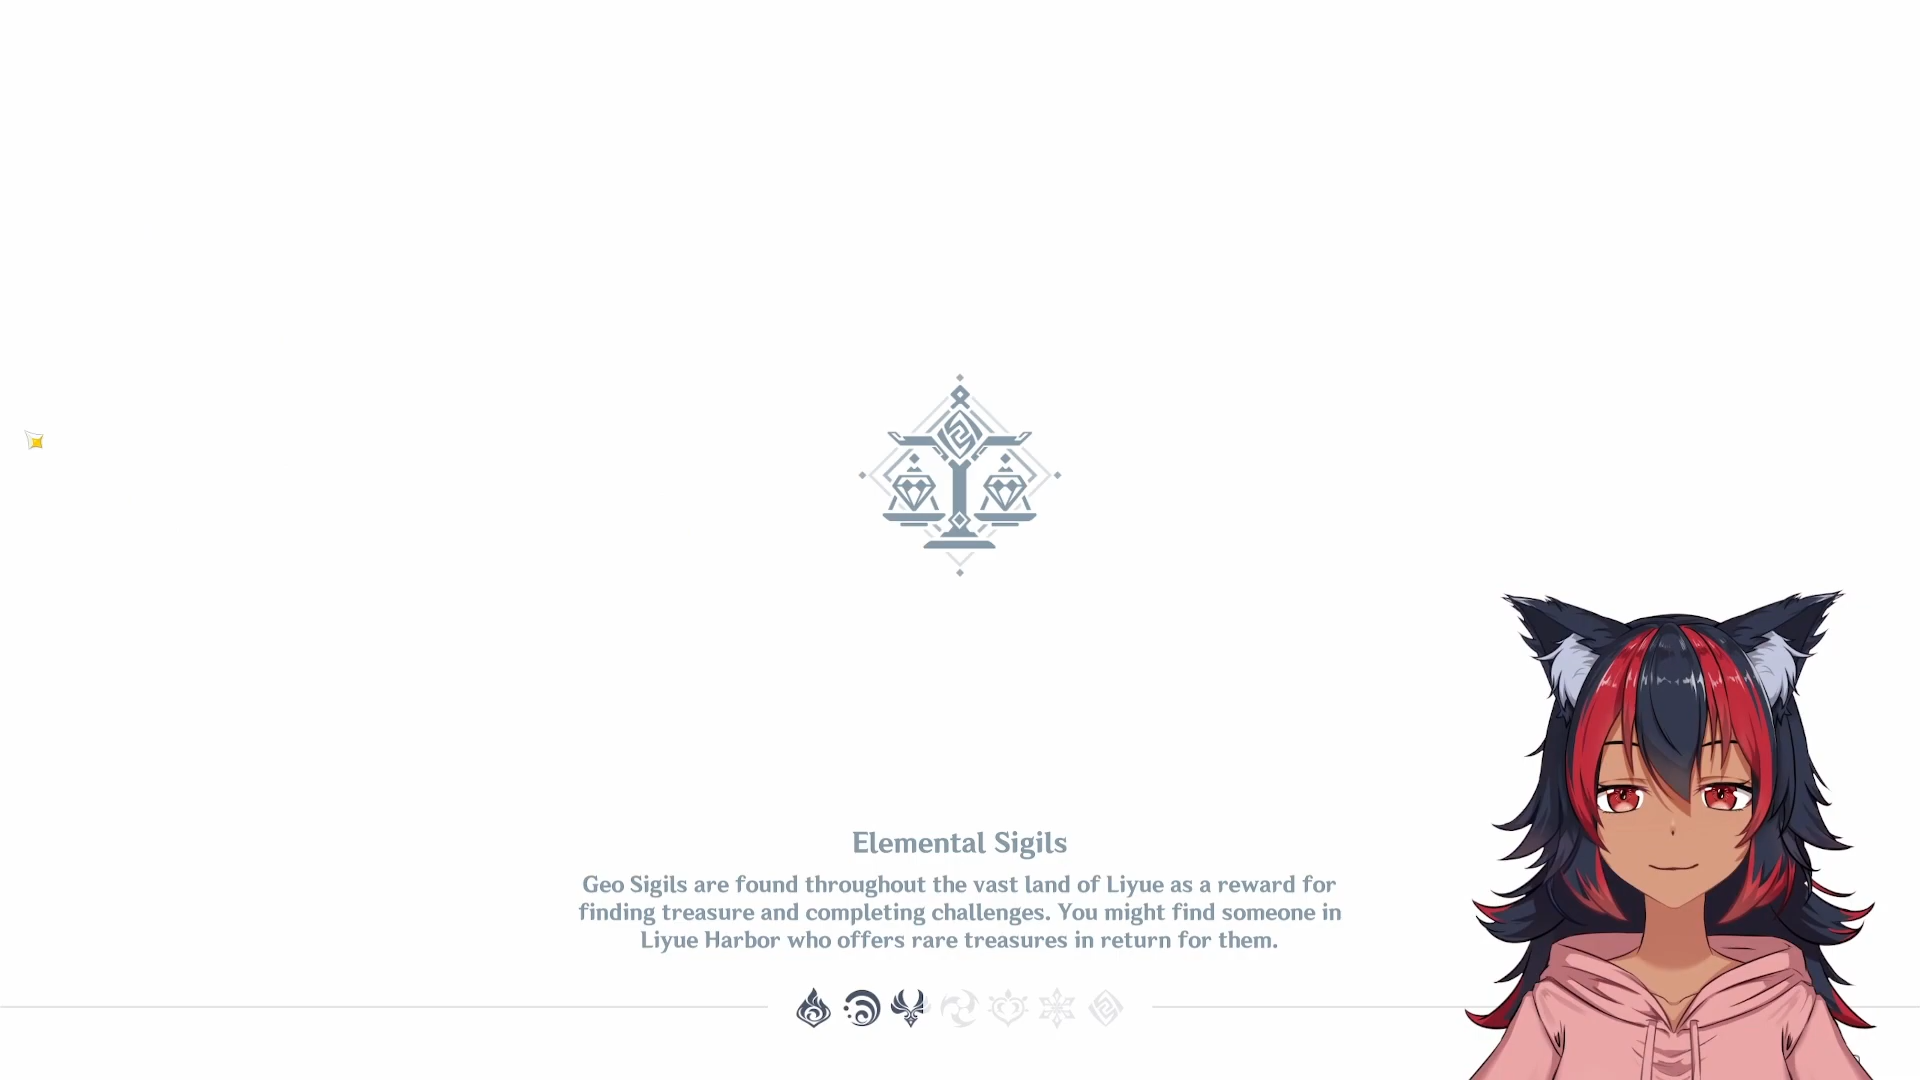 Elemental Sigils
Geo Sigils are found throughout the vast land of Liyue as a reward for
finding treasure and completing challenges. You might find someone in
Liyue Harbor who offers rare treasures in return for them.